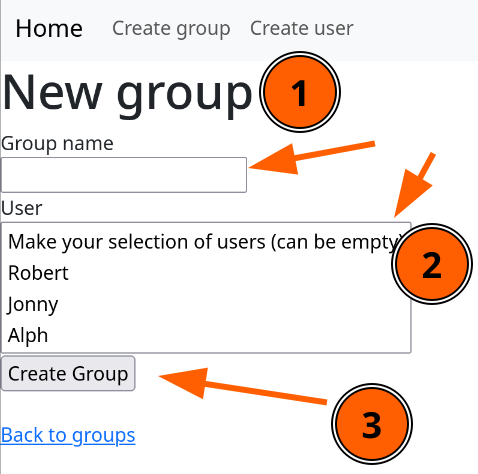 Home Create group Create user
New group 1
Group name
User
Make your selection of users (can be empty)
Robert
2
Jonny
Alph
Create Group
3
Back to groups